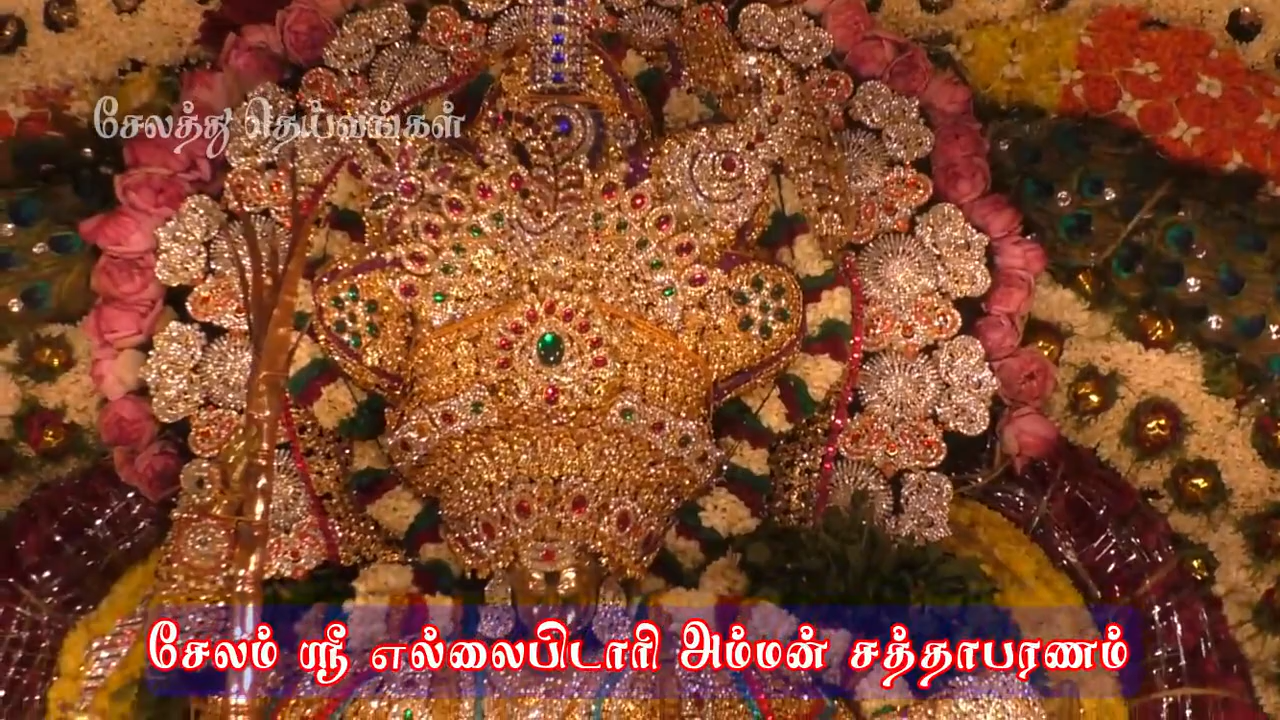 சேலத்து தெய்வங்கள்
சேலம் ஸ்ரீ எல்லைபிடாரி அம்மன் சத்தாபரணம்